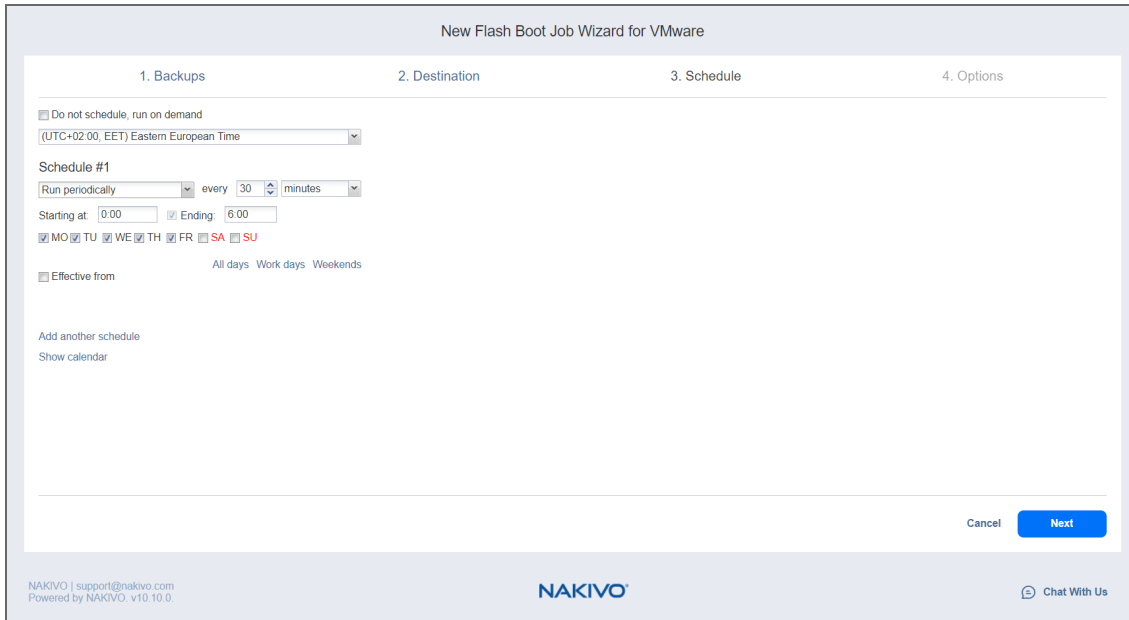 New Flash Boot Job Wizard for VMware
1. Backups 2. Destination 3. Schedule 4. Options
Do not schedule, run on demand
(UTC+02:00, EET) Eastern European Time
Schedule #1
Run periodically every 30 minutes
Starting at: 0:00 Ending: 6:00
MO TU WE TH FR SA SU
All days Work days Weekends
Effective from
Add another schedule
Show calendar
Cancel Next
NAKIVO | support@nakivo.com
Powered by NAKIVO. v10.10.0.
NAKIVO®
Chat With Us